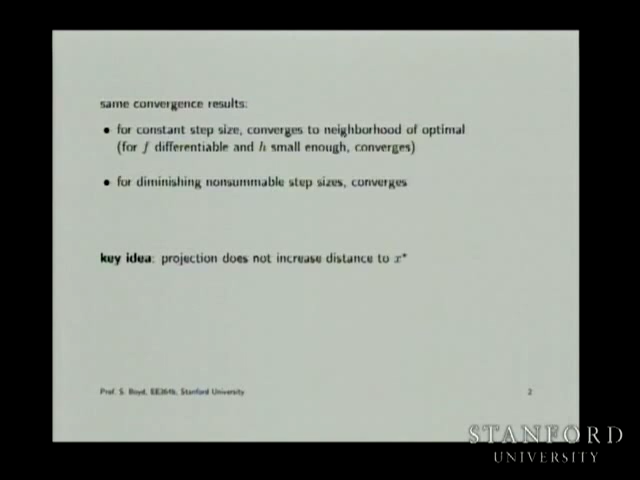 same convergence results:
• for constant step size, converges to neighborhood of optimal
(for f differentiable and h small enough, converges)
• for diminishing nonsummable step sizes, converges
key idea: projection does not increase distance to x*
Prof. S. Boyd, EE364b, Stanford University
2
STANFORD
UNIVERSITY